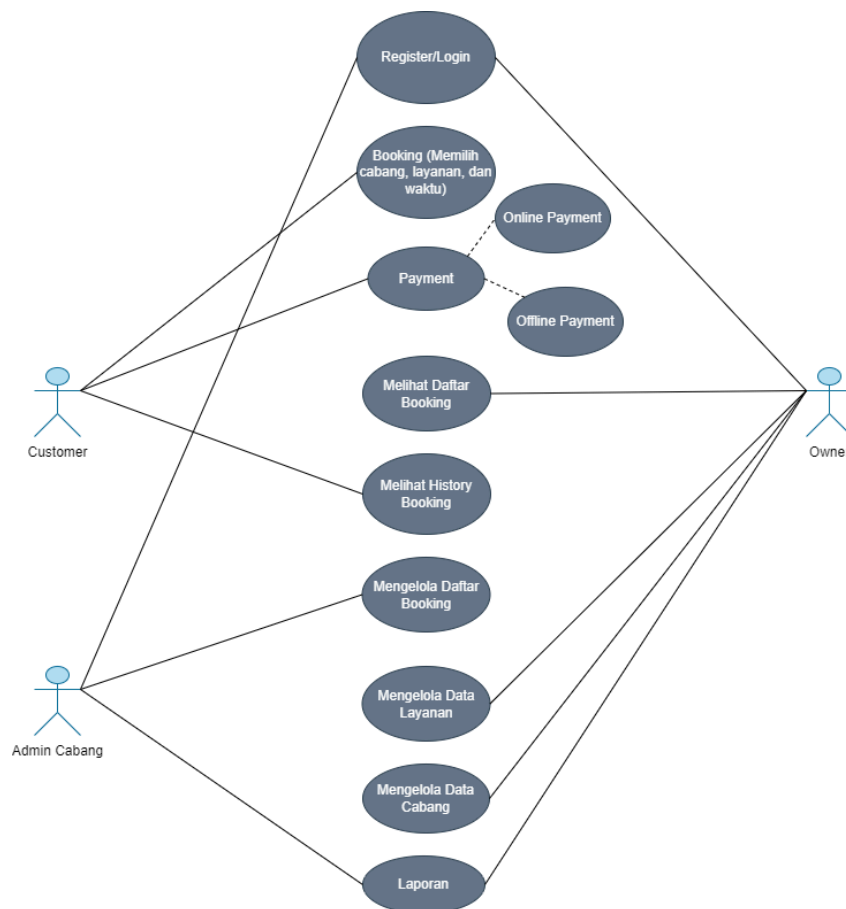 Register/Login
Booking (Memilih
cabang, layanan, dan
waktu)
Online Payment
Payment
Offline Payment
Melihat Daftar
Booking
Customer
Owne
Melihat History
Booking
Mengelola Daftar
Booking
Mengelola Data
Layanan
Admin Cabang
Mengelola Data
Cabang
Laporan